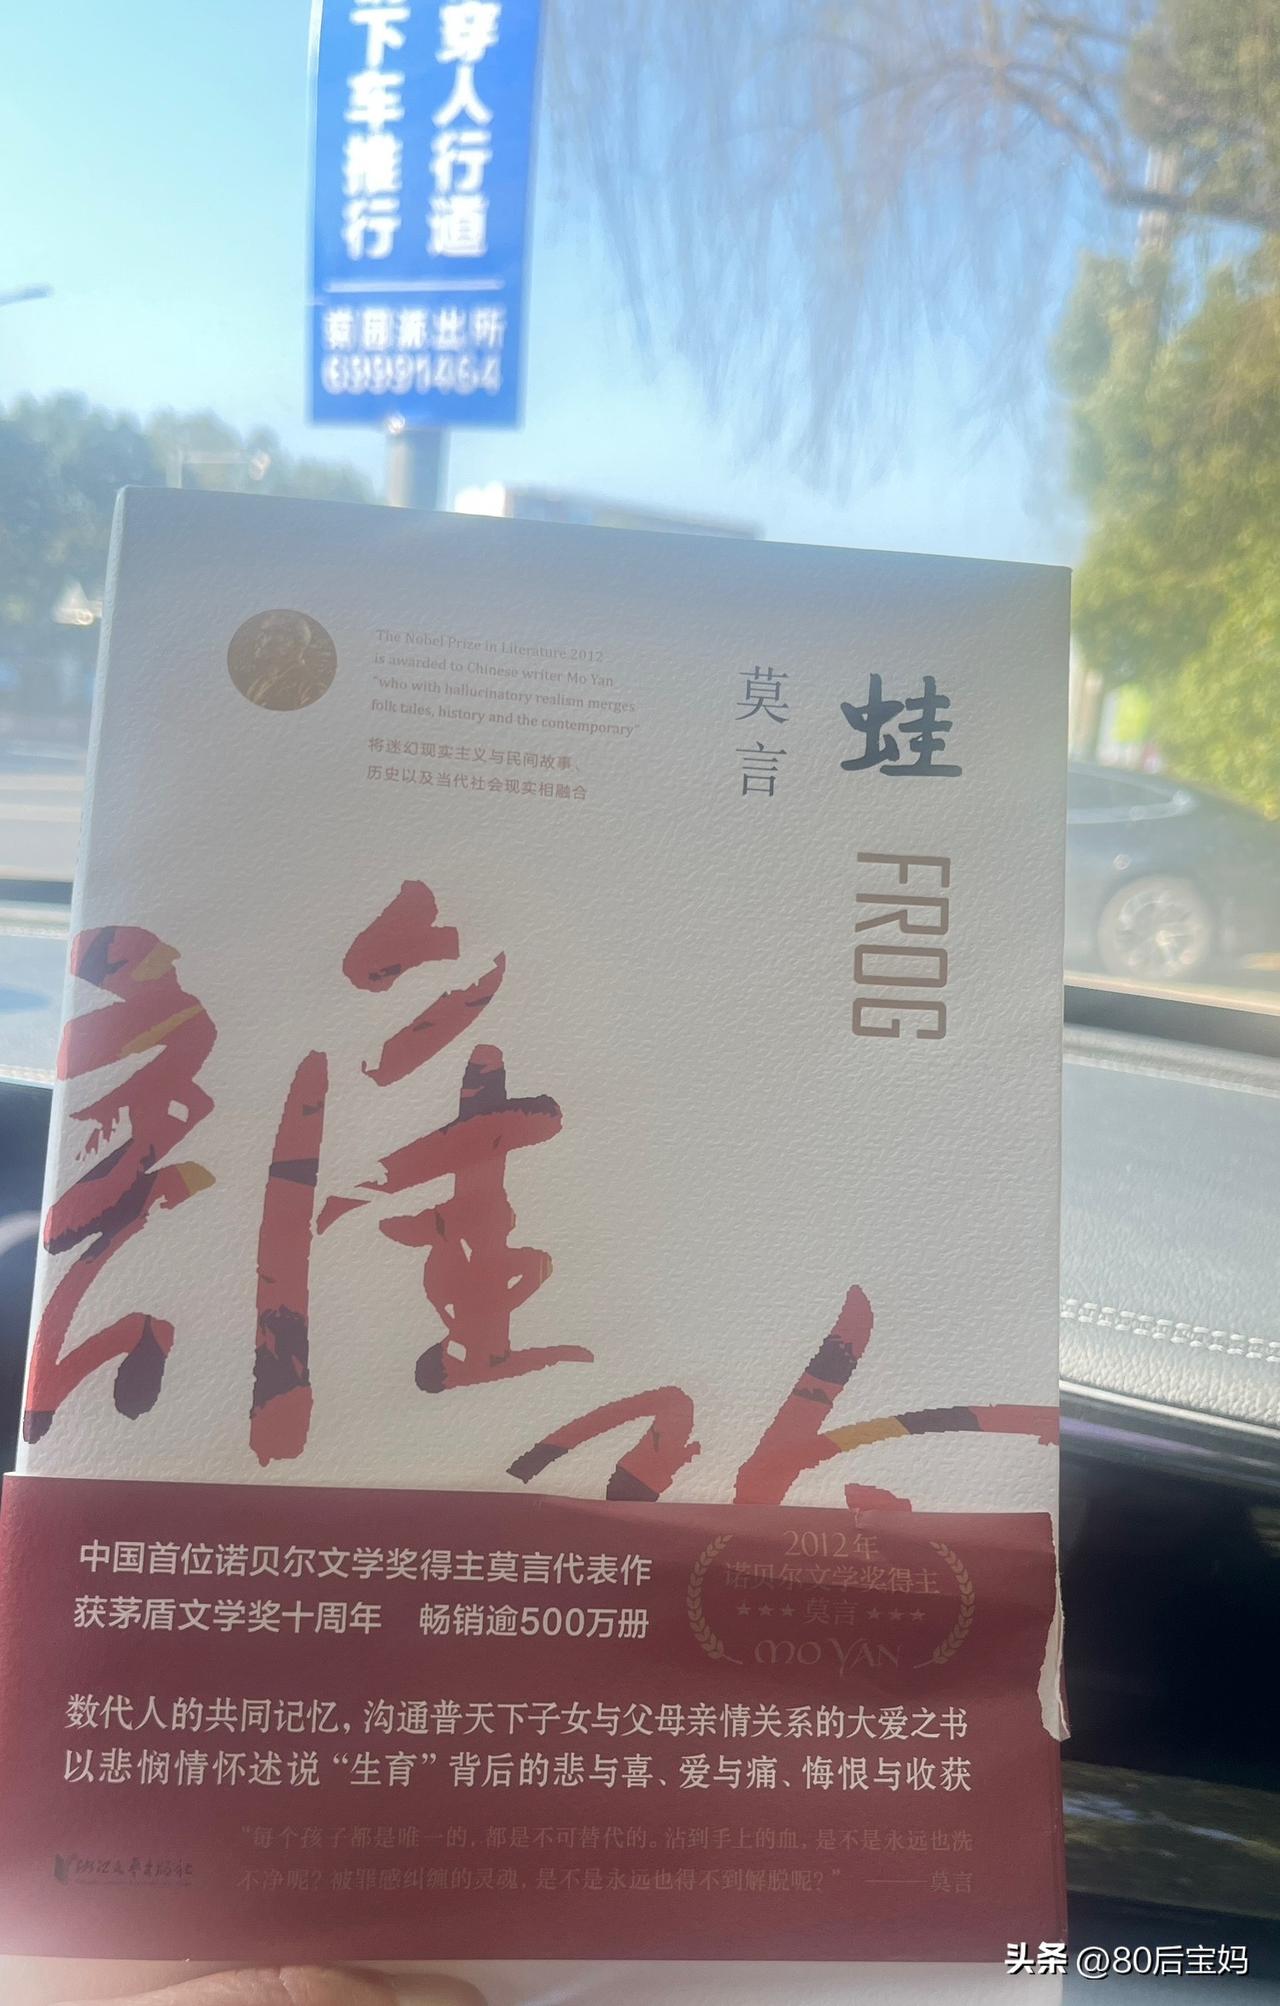 穿人行道
下车推行
派出所
The Nobel Prize in Literature 2012
is awarded to Chinese writer Mo Yan
"who with hallucinatory realism merges
folk tales, history and the contemporary"
将迷幻现实主义与民间故事、
历史以及当代社会现实相融合
蛙
莫言
FROG
中国首位诺贝尔文学奖得主莫言代表作
获茅盾文学奖十周年 畅销逾500万册
2012年
诺贝尔文学奖得主
★★★莫言★★★
MO YAN
数代人的共同记忆，沟通普天下子女与父母亲情关系的大爱之书
以悲悯情怀述说“生育”背后的悲与喜、爱与痛、悔恨与收获
“每个孩子都是唯一的，都是不可替代的。沾到手上的血，是不是永远也洗
不净呢？被罪感纠缠的灵魂，是不是永远也得不到解脱呢？” ——莫言
浙江文艺出版社
头条 @80后宝妈